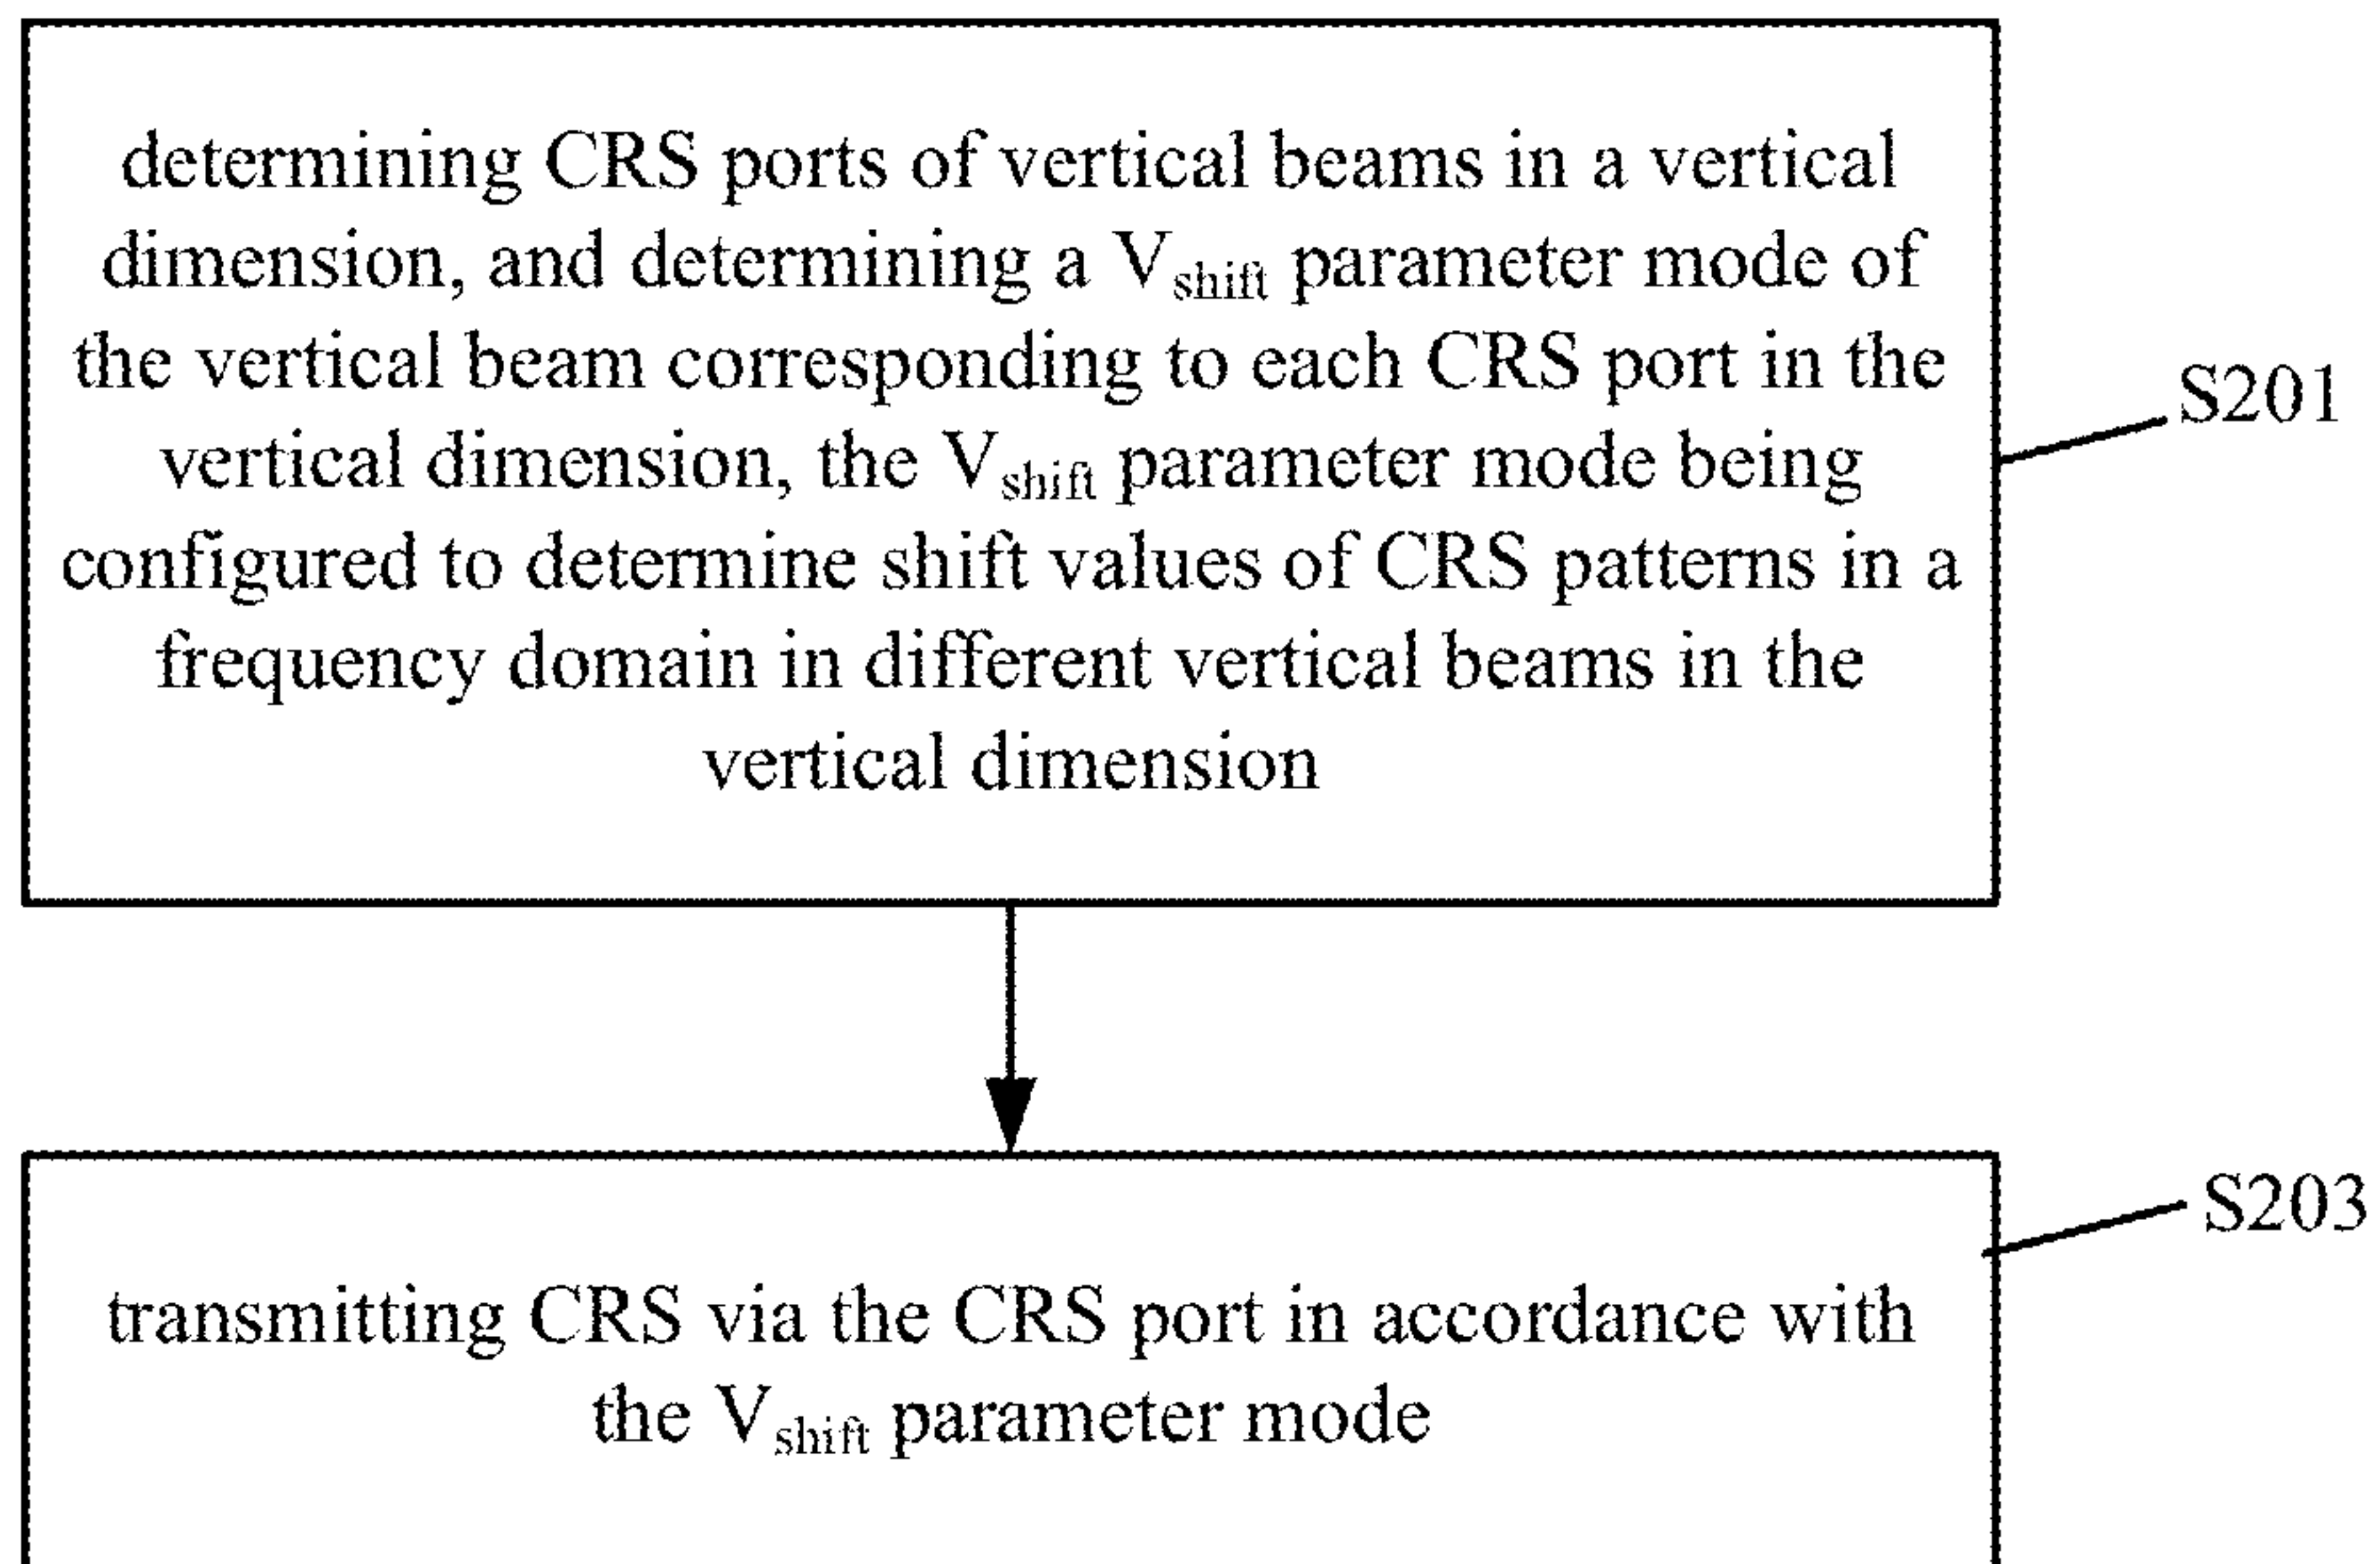 determining CRS ports of vertical beams in a vertical
dimension, and determining a Vshift parameter mode of
the vertical beam corresponding to each CRS port in the
vertical dimension, the Vshift parameter mode being
configured to determine shift values of CRS patterns in a
frequency domain in different vertical beams in the
vertical dimension
S201
S203
transmitting CRS via the CRS port in accordance with
the Vshift parameter mode